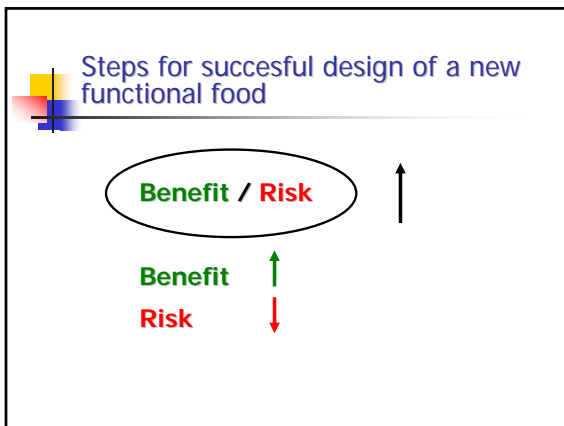 Steps for succesful design of a new
functional food
Benefit / Risk
Benefit
Risk